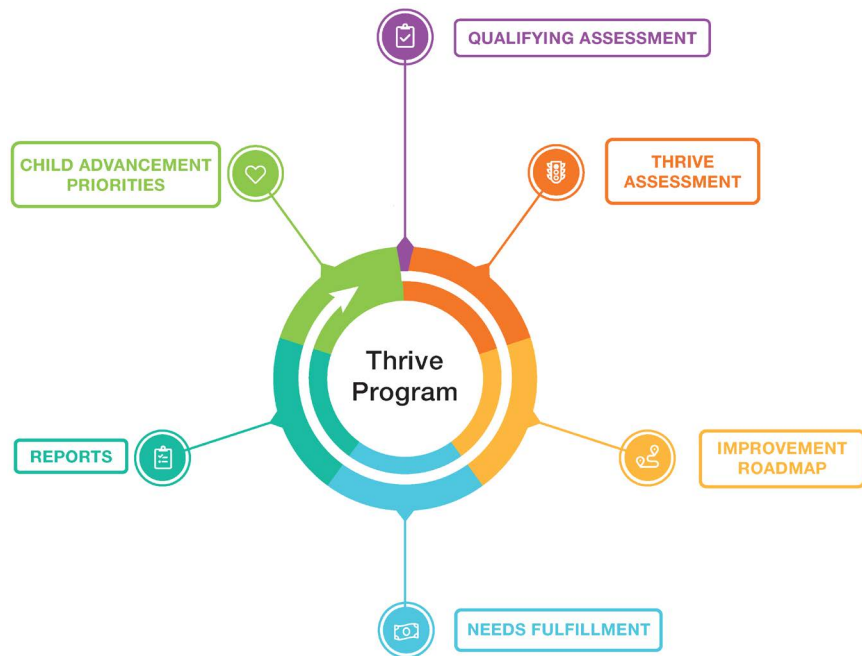 QUALIFYING ASSESSMENT
THRIVE
ASSESSMENT
CHILD ADVANCEMENT
PRIORITIES
Thrive
Program
REPORTS
IMPROVEMENT
ROADMAP
NEEDS FULFILLMENT